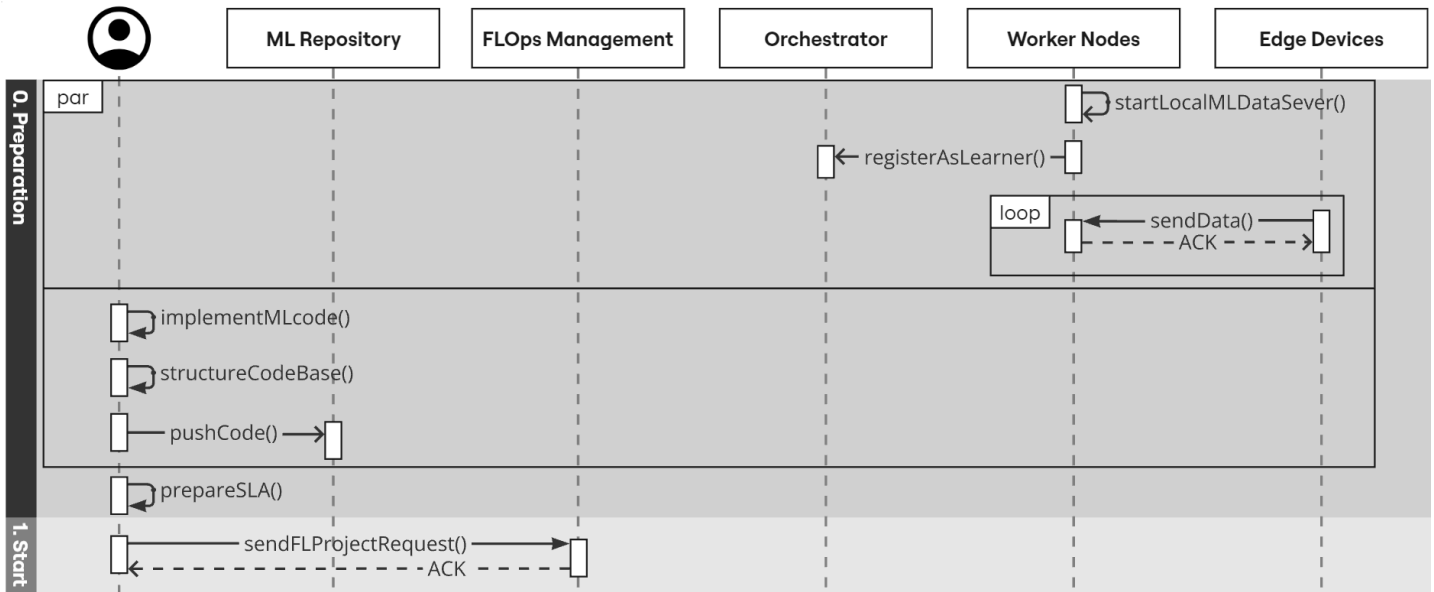 ML Repository
FLOps Management
Orchestrator
Worker Nodes
Edge Devices
0. Preparation
par
startLocalMLDataSever()
registerAsLearner()
loop
sendData()
ACK
implementMLcode()
structureCodeBase()
pushCode()
prepareSLA()
1. Start
sendFLProjectRequest()
ACK